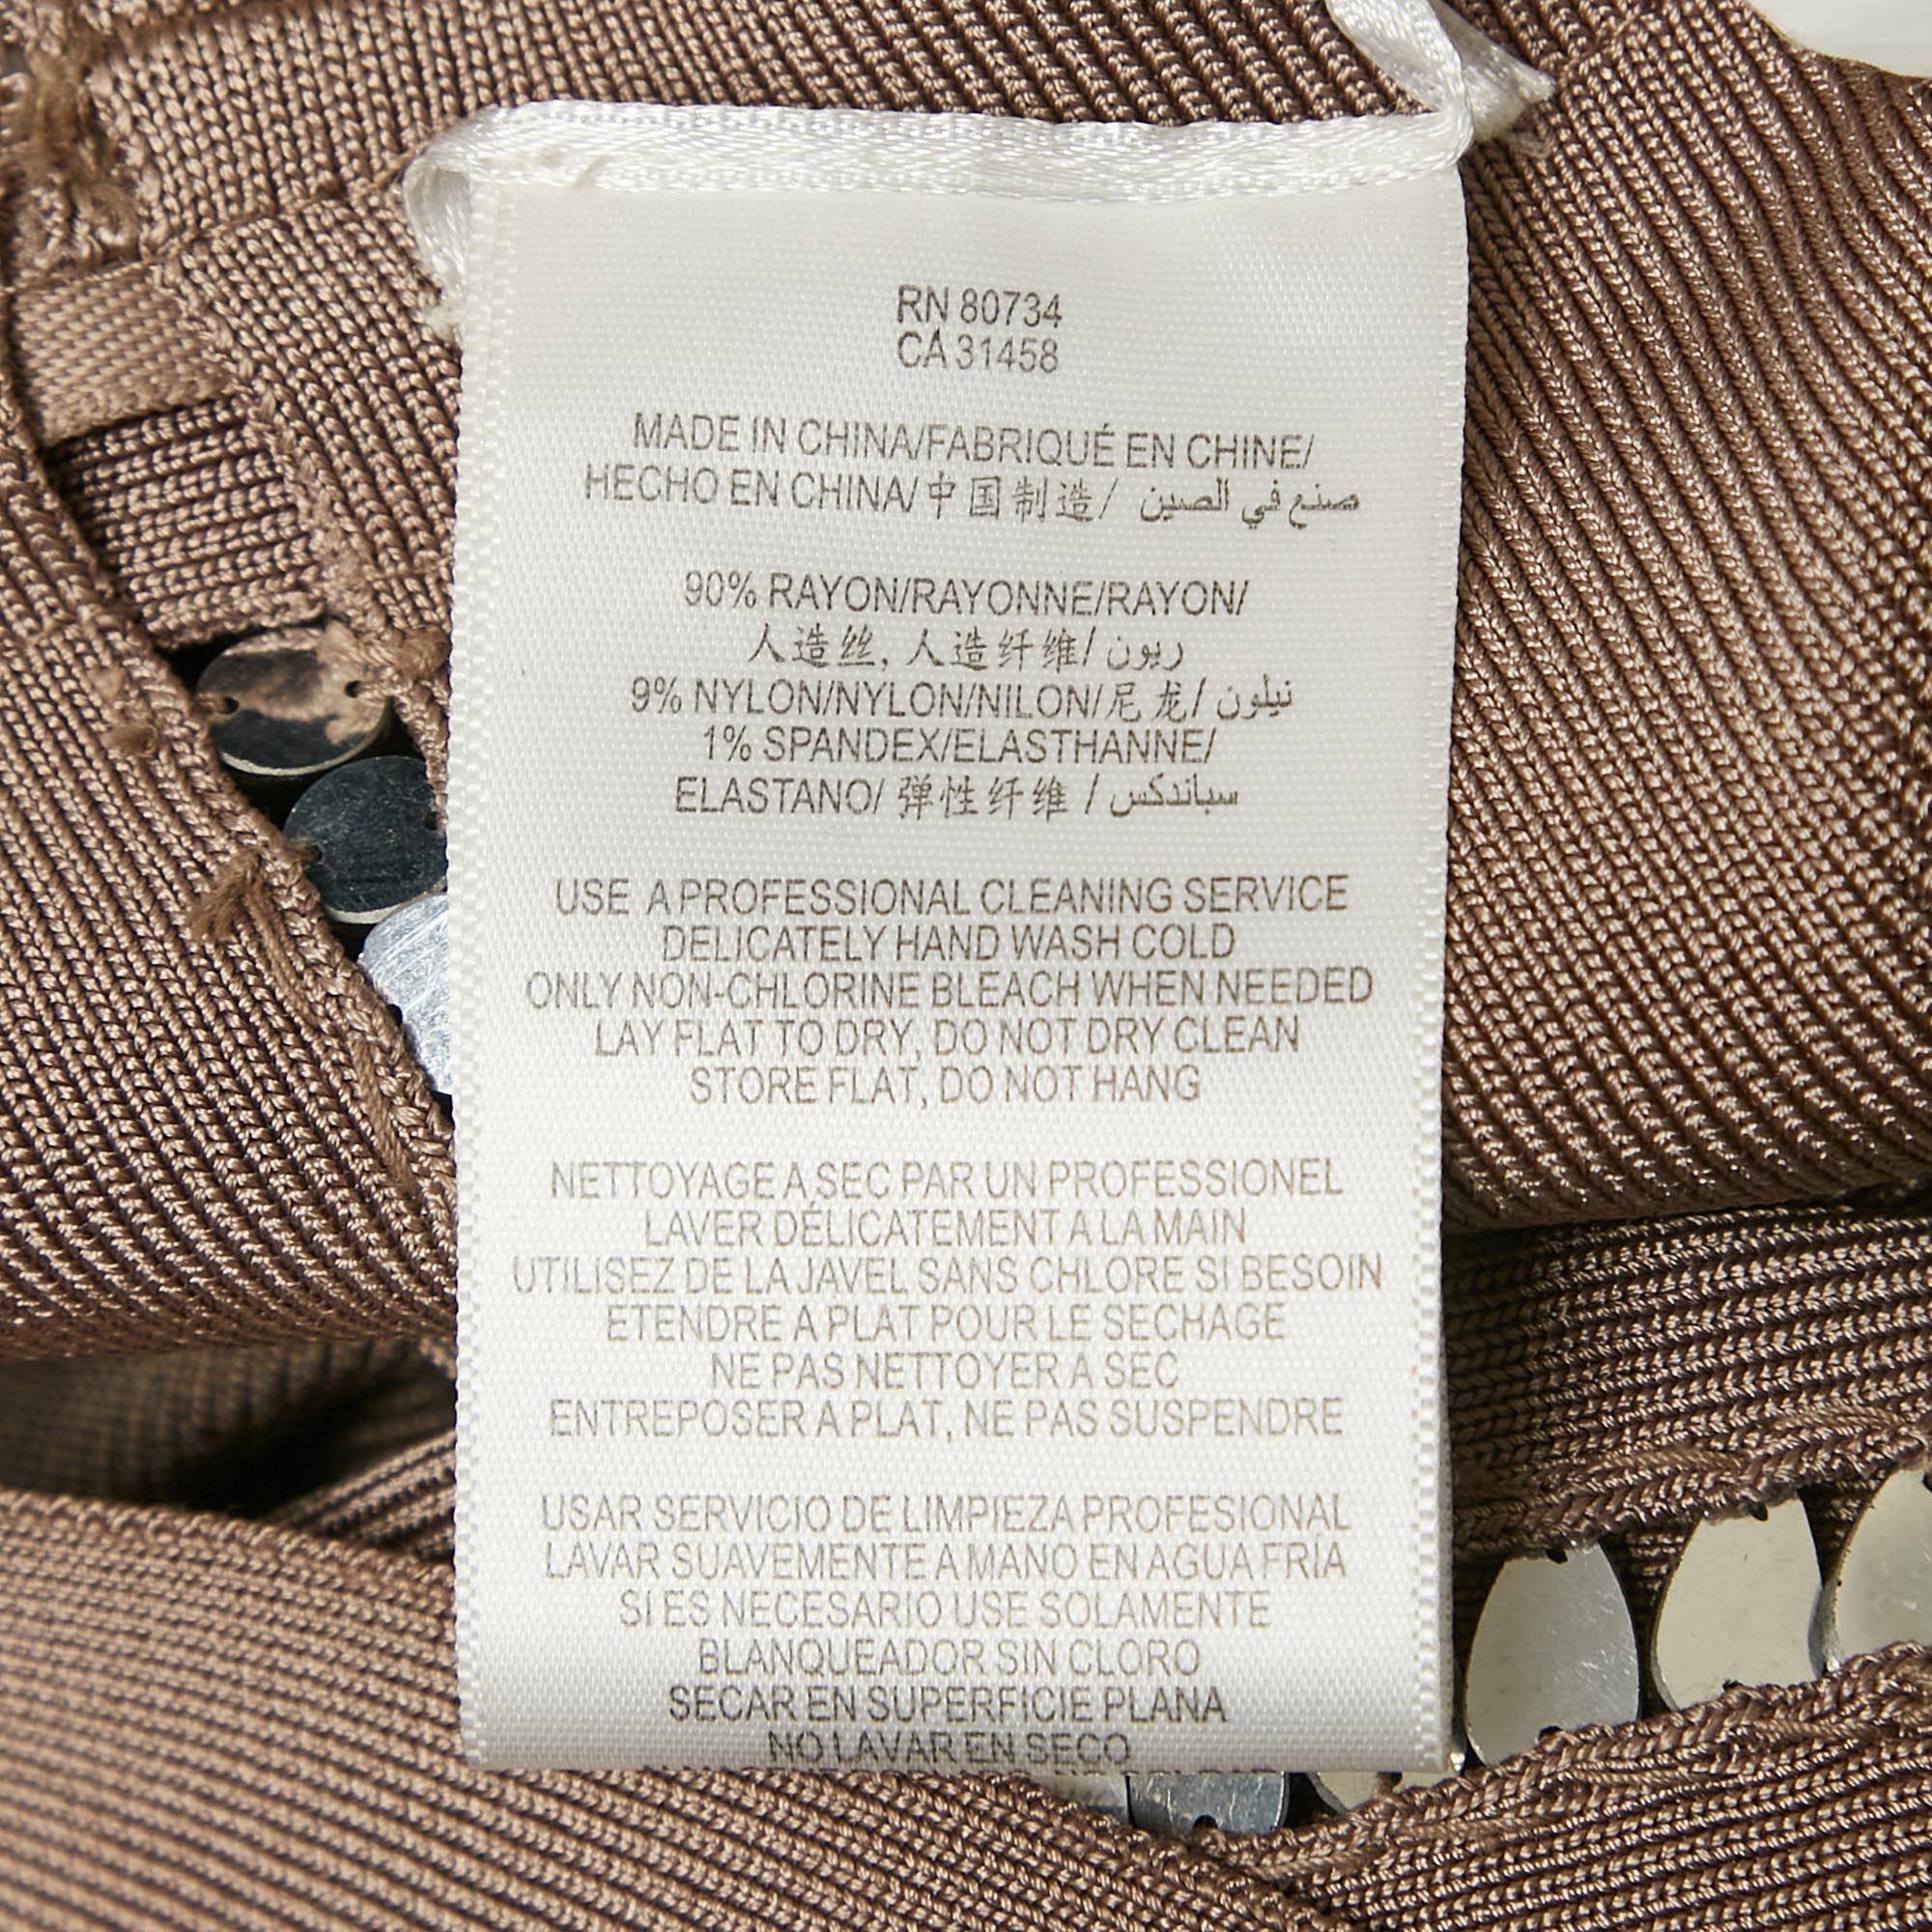 RN 80734
CA 31458
MADE IN CHINA/FABRIQUÉ EN CHINE/
HECHO EN CHINA/中国制造/ صنع في الصين
90% RAYON/RAYONNE/RAYON/
人造丝, 人造纤维/ ريون
9% NYLON/NYLON/NILON/尼龙/ نيلون
1% SPANDEX/ELASTHANNE/
ELASTANO/ 弹性纤维 / سباندكس
USE A PROFESSIONAL CLEANING SERVICE
DELICATELY HAND WASH COLD
ONLY NON-CHLORINE BLEACH WHEN NEEDED
LAY FLAT TO DRY, DO NOT DRY CLEAN
STORE FLAT, DO NOT HANG
NETTOYAGE A SEC PAR UN PROFESSIONEL
LAVER DÉLICATEMENT A LA MAIN
UTILISEZ DE LA JAVEL SANS CHLORE SI BESOIN
ETENDRE A PLAT POUR LE SECHAGE
NE PAS NETTOYER A SEC
ENTREPOSER A PLAT, NE PAS SUSPENDRE
USAR SERVICIO DE LIMPIEZA PROFESIONAL
LAVAR SUAVEMENTE A MANO EN AGUA FRÍA
SI ES NECESARIO USE SOLAMENTE
BLANQUEADOR SIN CLORO
SECAR EN SUPERFICIE PLANA
NO LAVAR EN SECO